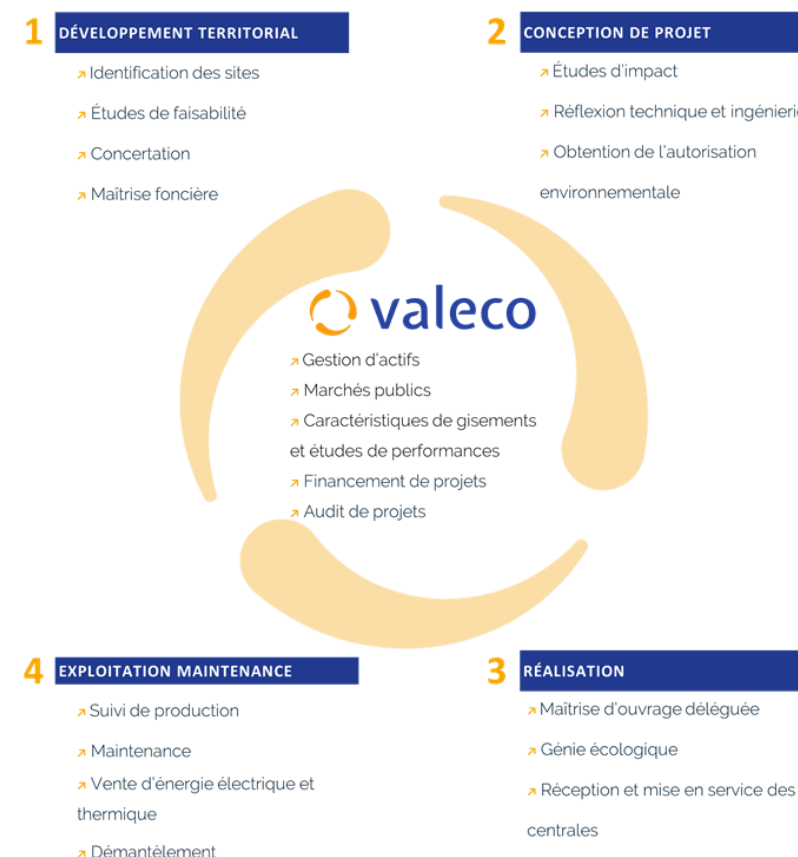 1 DÉVELOPPEMENT TERRITORIAL
Identification des sites
Études de faisabilité
Concertation
Maîtrise foncière
2 CONCEPTION DE PROJET
Études d'impact
Réflexion technique et ingénierie
Obtention de l'autorisation
environnementale
valeco
Gestion d'actifs
Marchés publics
Caractéristiques de gisements
et études de performances
Financement de projets
Audit de projets
4 EXPLOITATION MAINTENANCE
Suivi de production
Maintenance
Vente d'énergie électrique et
thermique
Démantèlement
3 RÉALISATION
Maîtrise d'ouvrage déléguée
Génie écologique
Réception et mise en service des
centrales